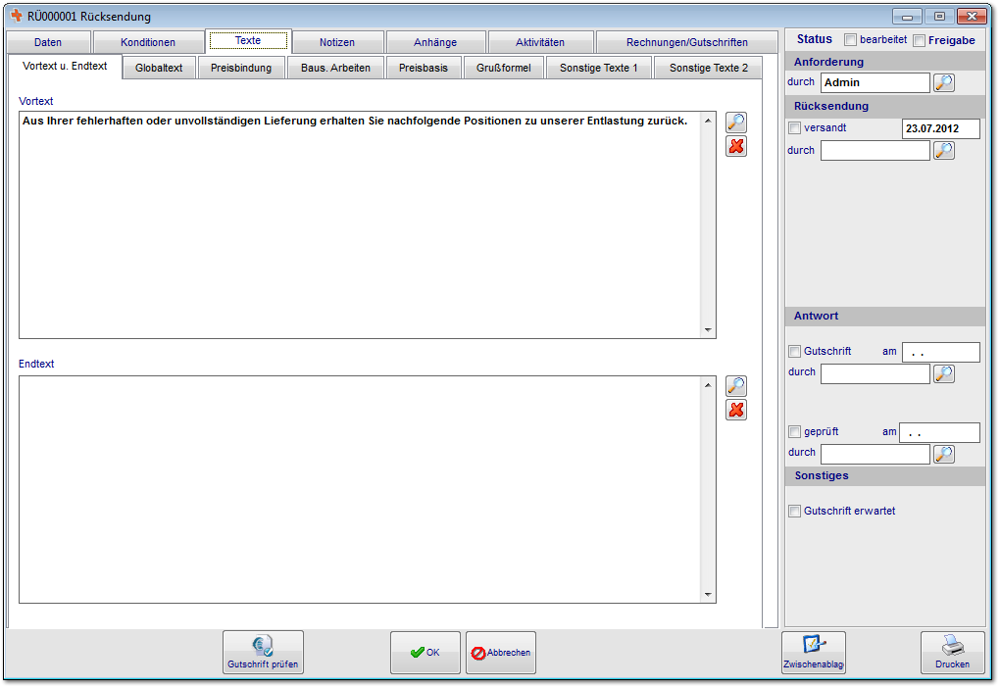 RÜ000001 Rücksendung
Daten Konditionen Texte Notizen Anhänge Aktivitäten Rechnungen/Gutschriften
Vortext u. Endtext Globaltext Preisbindung Baus. Arbeiten Preisbasis Grußformel Sonstige Texte 1 Sonstige Texte 2
Vortext
Aus Ihrer fehlerhaften oder unvollständigen Lieferung erhalten Sie nachfolgende Positionen zu unserer Entlastung zurück.
Endtext
Status bearbeitet Freigabe
Anforderung
durch Admin
Rücksendung
versandt 23.07.2012
durch
Antwort
Gutschrift am . .
durch
geprüft am . .
durch
Sonstiges
Gutschrift erwartet
Gutschrift prüfen OK Abbrechen Zwischenablag Drucken